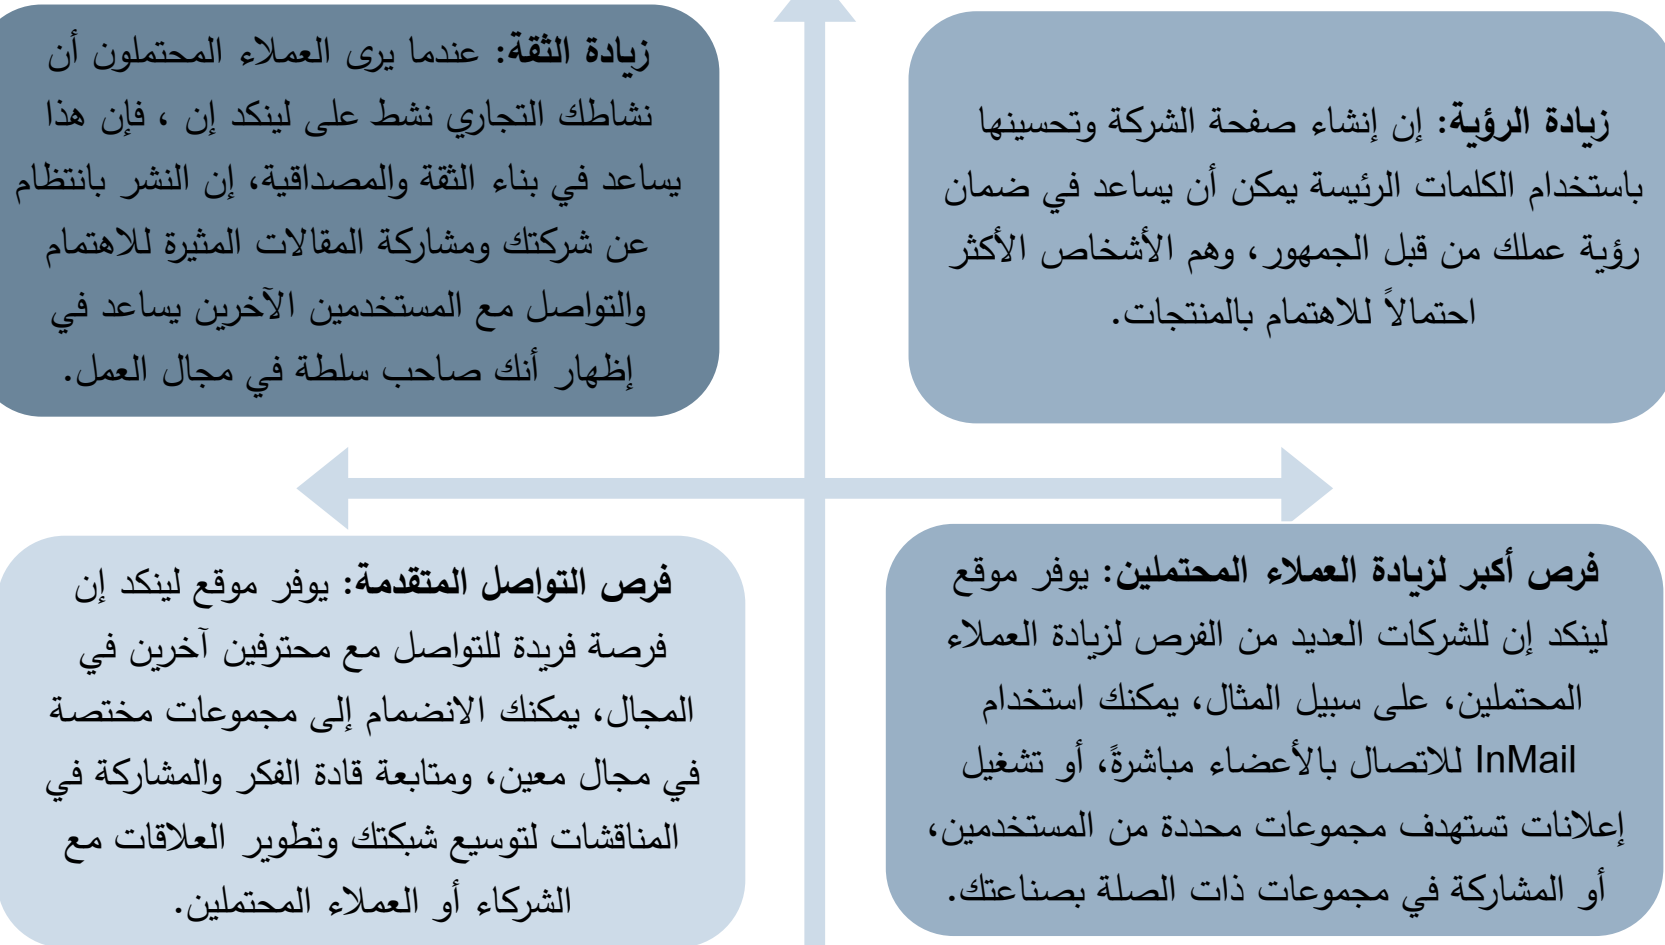 زيادة الرؤية: إن إنشاء صفحة الشركة وتحسينها
باستخدام الكلمات الرئيسة يمكن أن يساعد في ضمان
رؤية عملك من قبل الجمهور، وهم الأشخاص الأكثر
احتمالاً للاهتمام بالمنتجات.
زيادة الثقة: عندما يرى العملاء المحتملون أن
نشاطك التجاري نشط على لينكد إن ، فإن هذا
يساعد في بناء الثقة والمصداقية، إن النشر بانتظام
عن شركتك ومشاركة المقالات المثيرة للاهتمام
والتواصل مع المستخدمين الآخرين يساعد في
إظهار أنك صاحب سلطة في مجال العمل.
فرص أكبر لزيادة العملاء المحتملين: يوفر موقع
لينكد إن للشركات العديد من الفرص لزيادة العملاء
المحتملين، على سبيل المثال، يمكنك استخدام
InMail للاتصال بالأعضاء مباشرةً، أو تشغيل
إعلانات تستهدف مجموعات محددة من المستخدمين،
أو المشاركة في مجموعات ذات الصلة بصناعتك.
فرص التواصل المتقدمة: يوفر موقع لينكد إن
فرصة فريدة للتواصل مع محترفين آخرين في
المجال، يمكنك الانضمام إلى مجموعات مختصة
في مجال معين، ومتابعة قادة الفكر والمشاركة في
المناقشات لتوسيع شبكتك وتطوير العلاقات مع
الشركاء أو العملاء المحتملين.